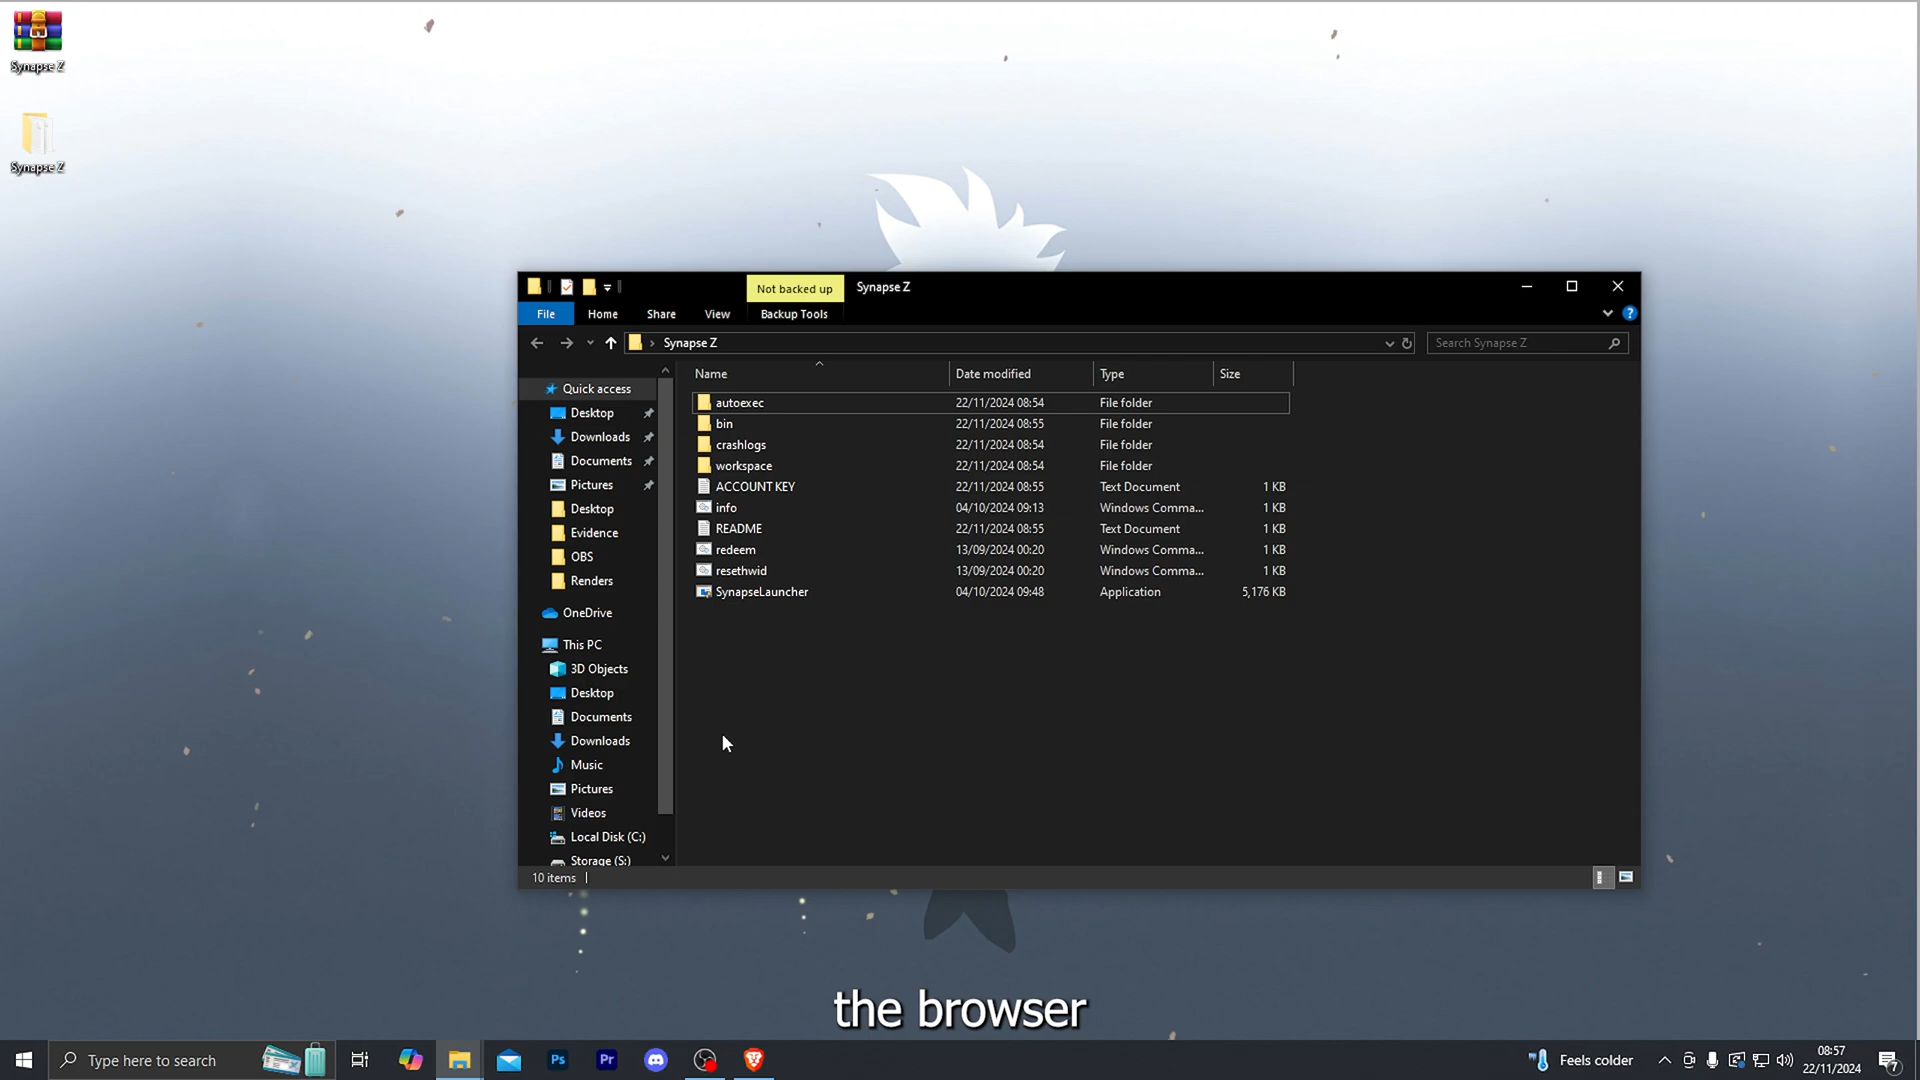 Synapse Z
Synapse Z
Not backed up
Synapse Z
File
Home
Share
View
Backup Tools
Synapse Z
Search Synapse Z
Name
Date modified
Type
Size
Quick access
Desktop
Downloads
Documents
Pictures
Desktop
Evidence
OBS
Renders
OneDrive
This PC
3D Objects
Desktop
Documents
Downloads
Music
Pictures
Videos
Local Disk (C:)
Storage (S:)
autoexec 22/11/2024 08:54 File folder
bin 22/11/2024 08:55 File folder
crashlogs 22/11/2024 08:54 File folder
workspace 22/11/2024 08:54 File folder
ACCOUNT KEY 22/11/2024 08:55 Text Document 1 KB
info 04/10/2024 09:13 Windows Comma... 1 KB
README 22/11/2024 08:55 Text Document 1 KB
redeem 13/09/2024 00:20 Windows Comma... 1 KB
resethwid 13/09/2024 00:20 Windows Comma... 1 KB
SynapseLauncher 04/10/2024 09:48 Application 5,176 KB
10 items
the browser
Type here to search
Ps
Pr
Feels colder
08:57
22/11/2024
7